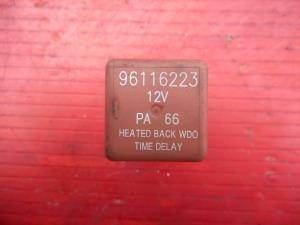 96116223
12V
PA 66
HEATED BACK WDO
TIME DELAY